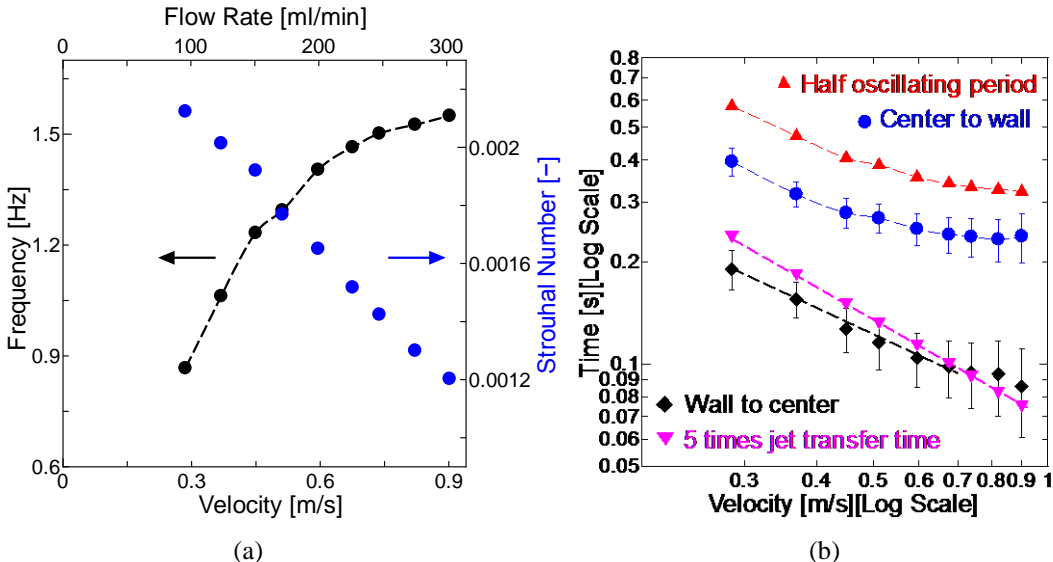 Flow Rate [ml/min]
0 100 200 300
1.5
1.2
0.9
0.6
Frequency [Hz]
0.002
0.0016
0.0012
Strouhal Number [−]
0 0.3 0.6 0.9
Velocity [m/s]
(a)
0.8
0.7
0.6
0.5
0.4
0.3
0.2
0.1
0.09
0.08
0.07
0.06
0.05
Time [s][Log Scale]
Half oscillating period
Center to wall
Wall to center
5 times jet transfer time
0.3 0.4 0.5 0.6 0.7 0.8 0.9 1
Velocity [m/s][Log Scale]
(b)